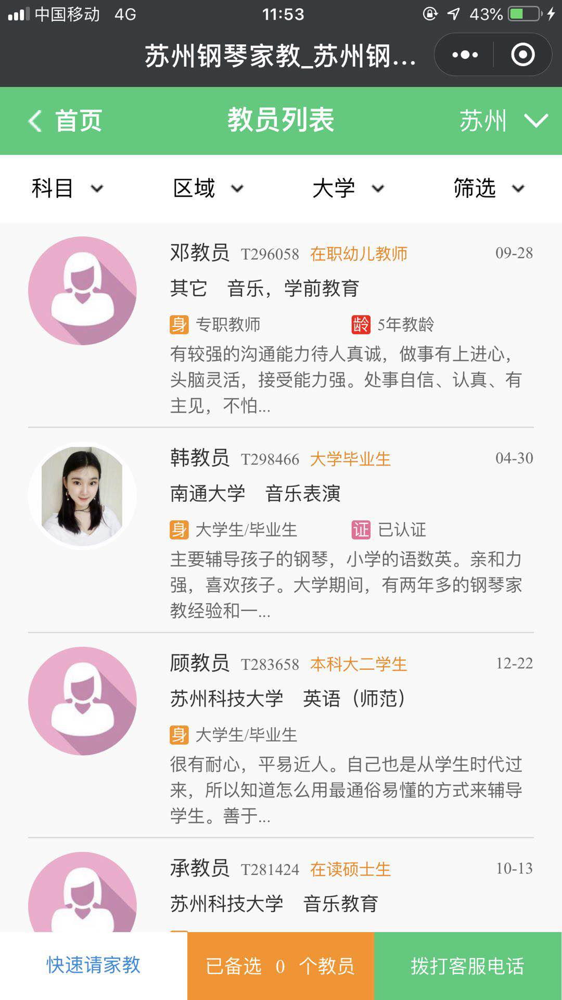 中国移动 4G 11:53 43%
苏州钢琴家教_苏州钢...
首页 教员列表 苏州
科目 区域 大学 筛选
邓教员 T296058 在职幼儿教师 09-28
其它 音乐，学前教育
身 专职教师 龄 5年教龄
有较强的沟通能力待人真诚，做事有上进心，
头脑灵活，接受能力强。处事自信、认真、有
主见，不怕...
韩教员 T298466 大学毕业生 04-30
南通大学 音乐表演
身 大学生/毕业生 证 已认证
主要辅导孩子的钢琴，小学的语数英。亲和力
强，喜欢孩子。大学期间，有两年多的钢琴家
教经验和一...
顾教员 T283658 本科大二学生 12-22
苏州科技大学 英语（师范）
身 大学生/毕业生
很有耐心，平易近人。自己也是从学生时代过
来，所以知道怎么用最通俗易懂的方式来辅导
学生。善于...
承教员 T281424 在读硕士生 10-13
苏州科技大学 音乐教育
快速请家教 已备选 0 个教员 拨打客服电话